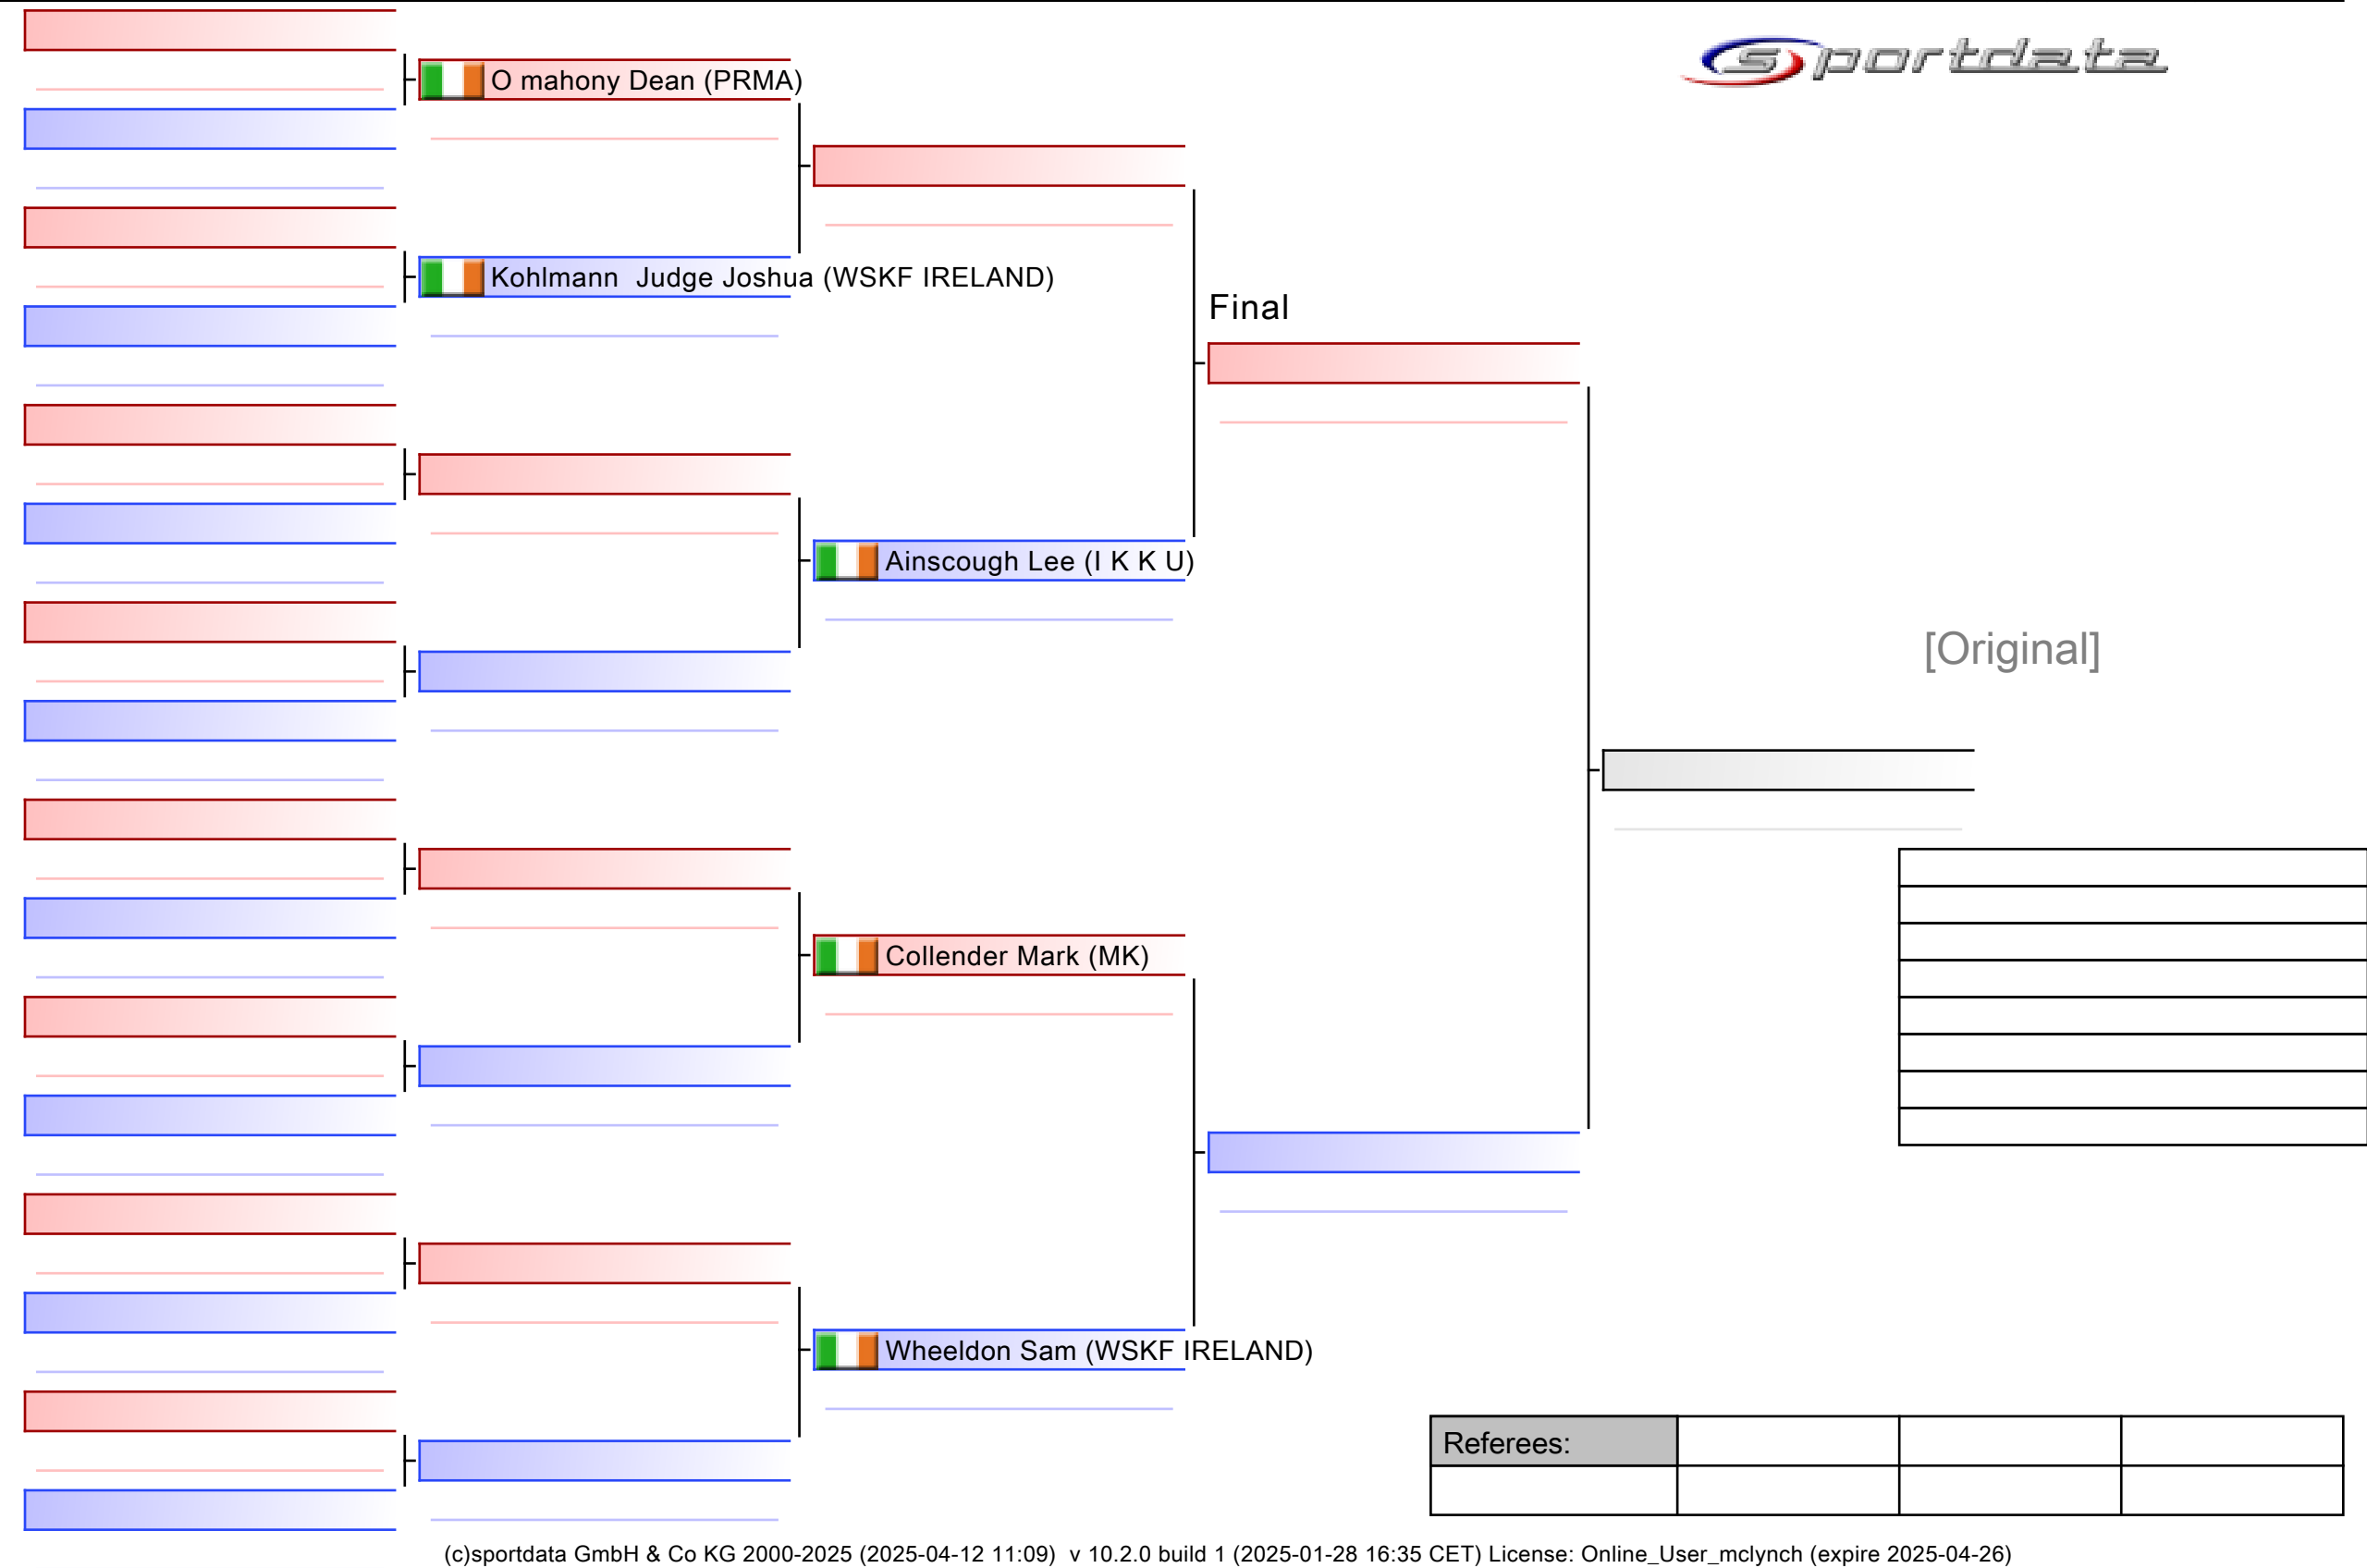 sportdata
O mahony Dean (PRMA)
Kohlmann  Judge Joshua (WSKF IRELAND)
Final
Ainscough Lee (I K K U)
[Original]
Collender Mark (MK)
Wheeldon Sam (WSKF IRELAND)
Referees:
(c)sportdata GmbH & Co KG 2000-2025 (2025-04-12 11:09)  v 10.2.0 build 1 (2025-01-28 16:35 CET) License: Online_User_mclynch (expire 2025-04-26)